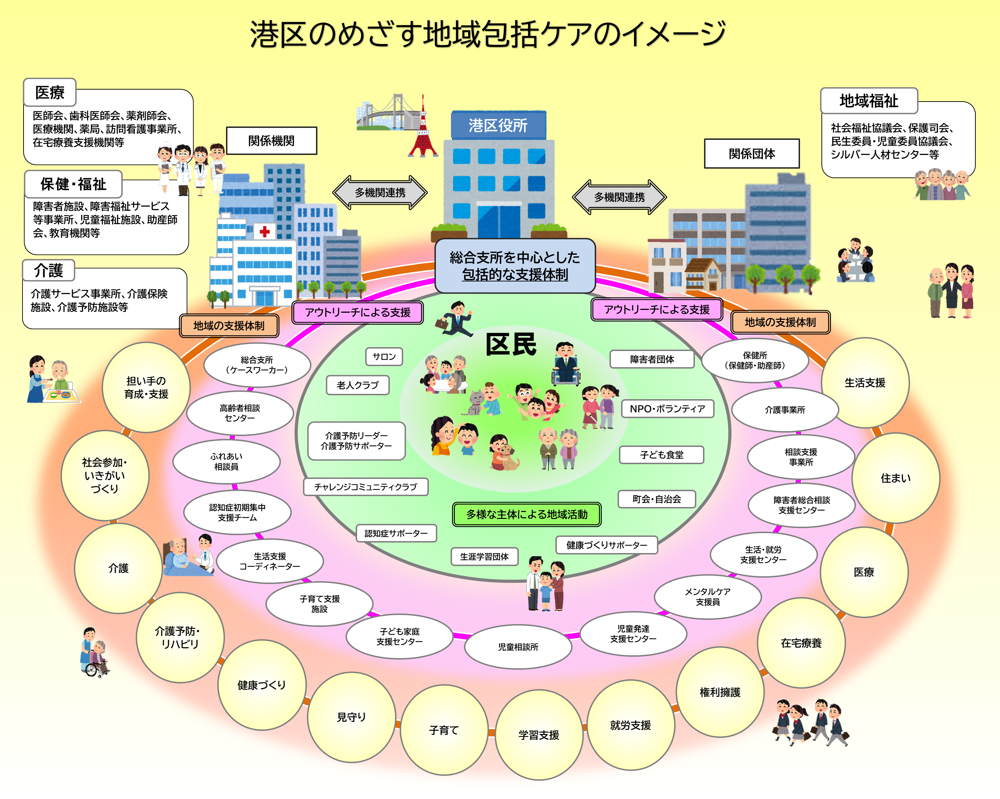 港区のめざす地域包括ケアのイメージ
医療
医師会、歯科医師会、薬剤師会、
医療機関、薬局、訪問看護事業所、
在宅療養支援機関等
保健・福祉
障害者施設、障害福祉サービス
等事業所、児童福祉施設、助産師
会、教育機関等
介護
介護サービス事業所、介護保険
施設、介護予防施設等
関係機関
多機関連携
港区役所
多機関連携
関係団体
地域福祉
社会福祉協議会、保護司会、
民生委員・児童委員協議会、
シルバー人材センター等
総合支所を中心とした
包括的な支援体制
地域の支援体制
アウトリーチによる支援
アウトリーチによる支援
地域の支援体制
区民
サロン
老人クラブ
介護予防リーダー
介護予防サポーター
チャレンジコミュニティクラブ
認知症サポーター
生涯学習団体
健康づくりサポーター
町会・自治会
子ども食堂
NPO・ボランティア
障害者団体
多様な主体による地域活動
総合支所
（ケースワーカー）
高齢者相談
センター
ふれあい
相談員
認知症初期集中
支援チーム
生活支援
コーディネーター
子育て支援
施設
子ども家庭
支援センター
児童相談所
児童発達
支援センター
メンタルケア
支援員
生活・就労
支援センター
障害者総合相談
支援センター
相談支援
事業所
介護事業所
保健所
（保健師・助産師）
担い手の
育成・支援
社会参加・
いきがい
づくり
介護
介護予防・
リハビリ
健康づくり
見守り
子育て
学習支援
就労支援
権利擁護
在宅療養
医療
住まい
生活支援